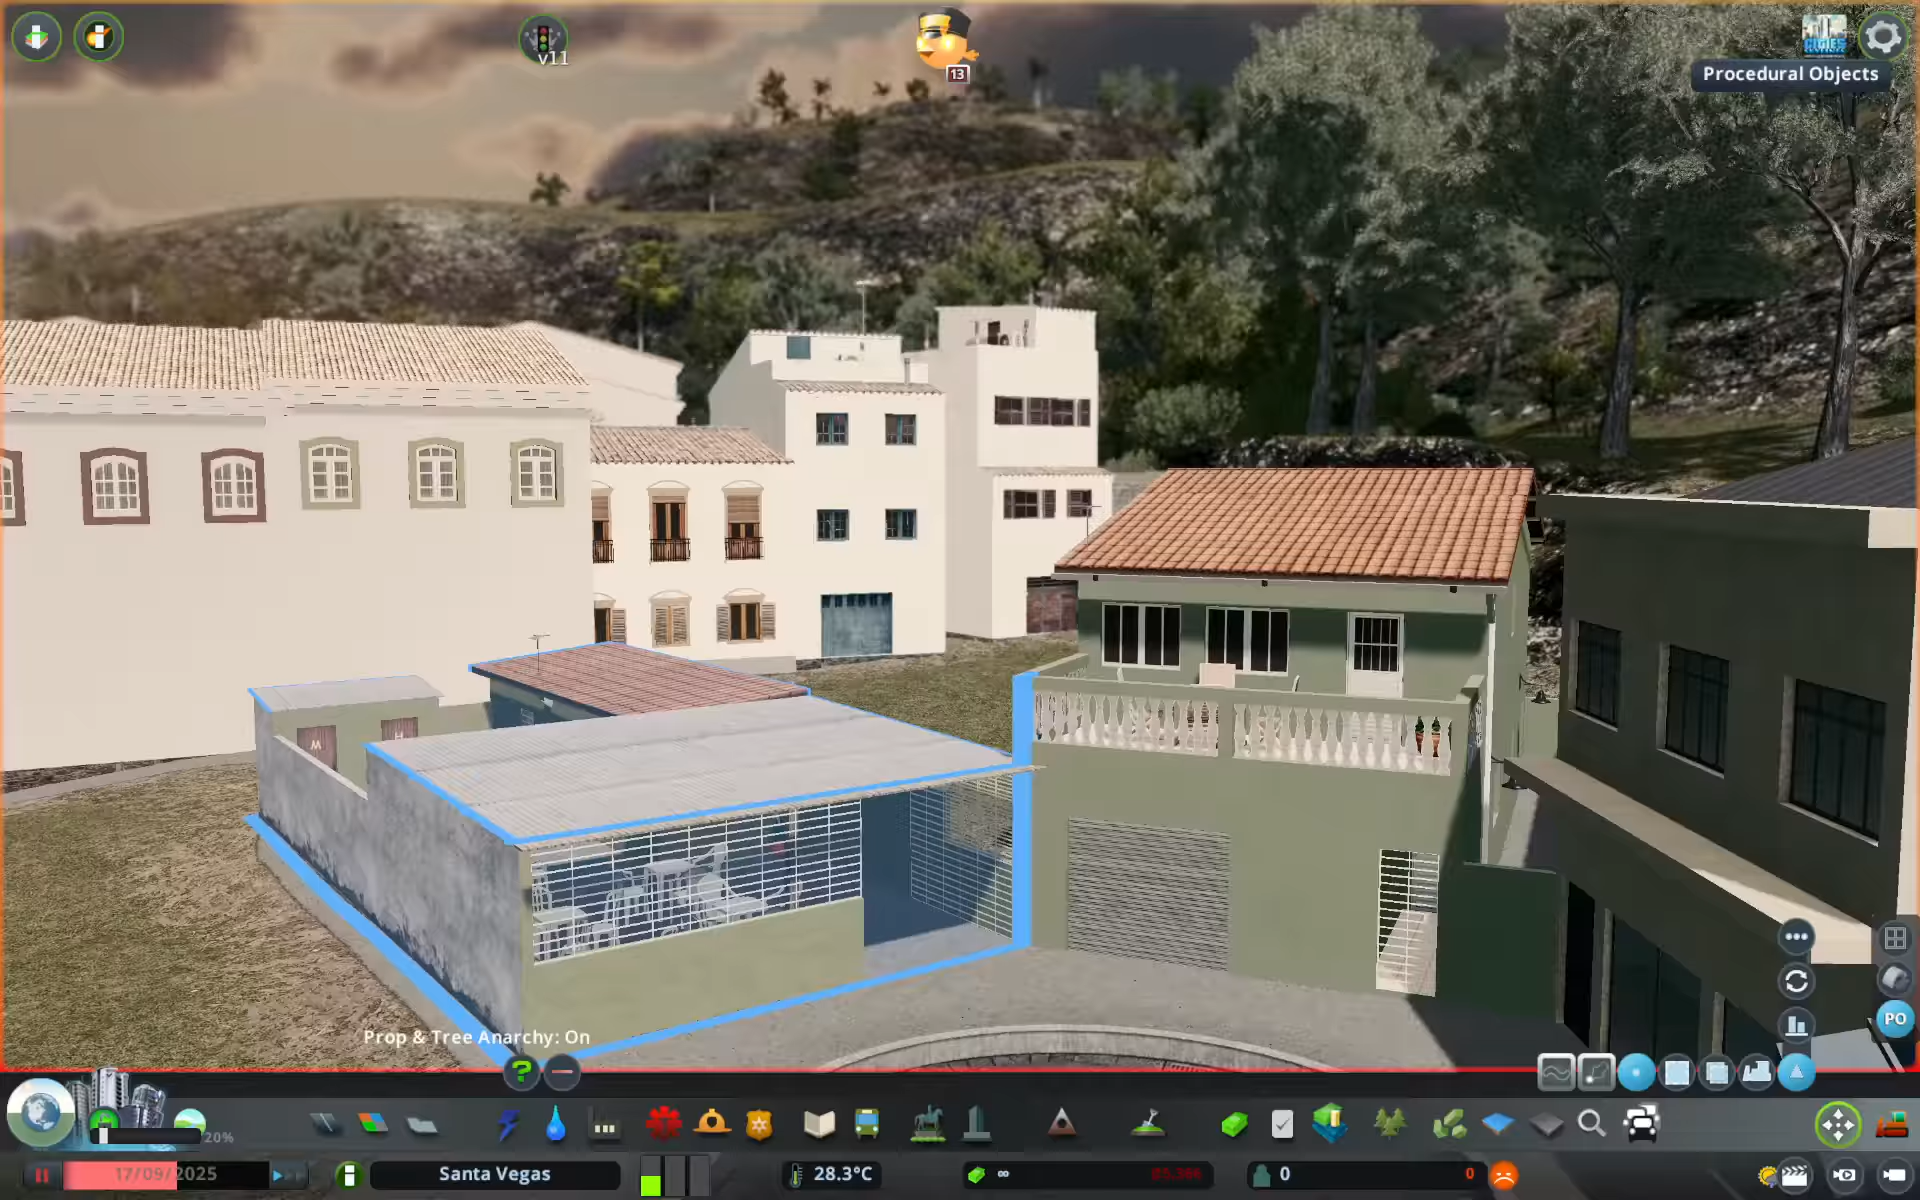 v11
13
CITIES
Procedural Objects
M
H
Prop & Tree Anarchy: On
?
PO
20%
17/09/2025
Santa Vegas
28.3°C
∞
0
0